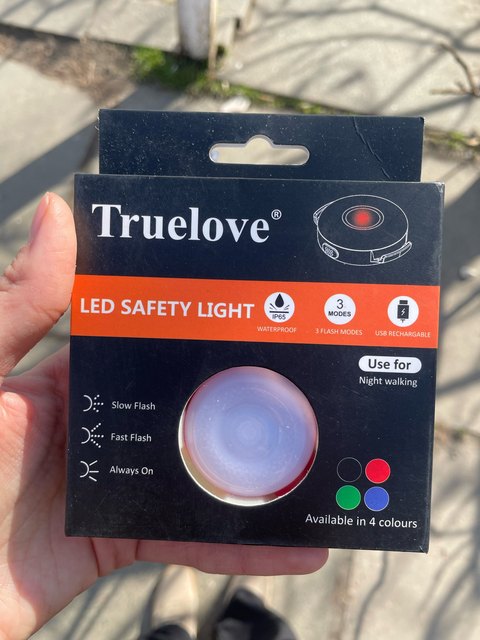 Truelove®
LED SAFETY LIGHT
IP65
WATERPROOF
3
MODES
3 FLASH MODES
USB RECHARGABLE
Use for
Night walking
Slow Flash
Fast Flash
Always On
Available in 4 colours